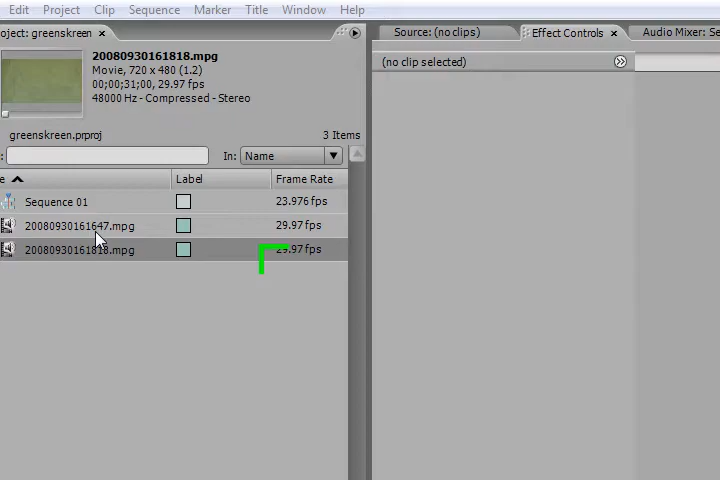 Edit Project Clip Sequence Marker Title Window Help
oject: greenskreen
Source: (no clips) Effect Controls Audio Mixer: Se
20080930161818.mpg
Movie, 720 x 480 (1.2)
00;00;31;00, 29.97 fps
48000 Hz - Compressed - Stereo
(no clip selected)
greenskreen.prproj 3 Items
: In: Name
e Label Frame Rate
Sequence 01 23.976 fps
20080930161647.mpg 29.97 fps
20080930161818.mpg 29.97 fps